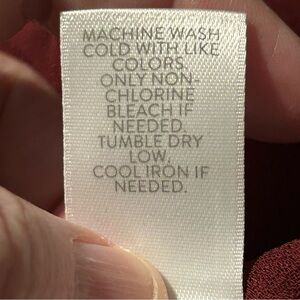 MACHINE WASH
COLD WITH LIKE
COLORS.
ONLY NON-
CHLORINE
BLEACH IF
NEEDED.
TUMBLE DRY
LOW.
COOL IRON IF
NEEDED.